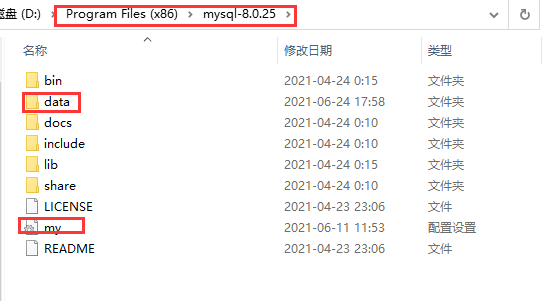 盘 (D:) › Program Files (x86) › mysql-8.0.25 ›
名称 修改日期 类型
bin 2021-04-24 0:15 文件夹
data 2021-06-24 17:58 文件夹
docs 2021-04-24 0:10 文件夹
include 2021-04-24 0:10 文件夹
lib 2021-04-24 0:15 文件夹
share 2021-04-24 0:10 文件夹
LICENSE 2021-04-23 23:06 文件
my 2021-06-11 11:53 配置设置
README 2021-04-23 23:06 文件